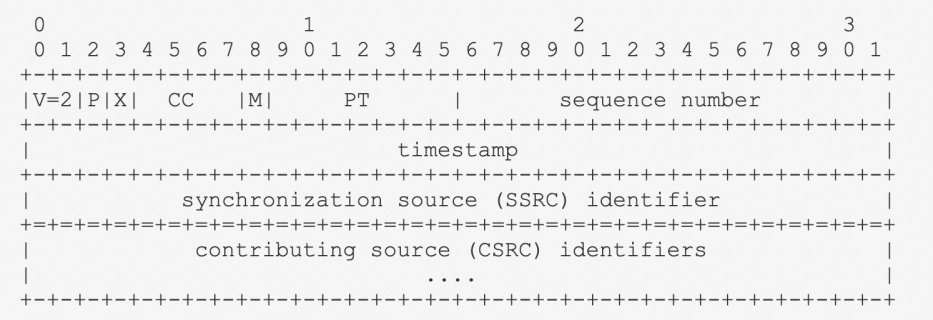 0                   1                   2                   3
 0 1 2 3 4 5 6 7 8 9 0 1 2 3 4 5 6 7 8 9 0 1 2 3 4 5 6 7 8 9 0 1
+-+-+-+-+-+-+-+-+-+-+-+-+-+-+-+-+-+-+-+-+-+-+-+-+-+-+-+-+-+-+-+-+
|V=2|P|X|  CC   |M|     PT      |       sequence number         |
+-+-+-+-+-+-+-+-+-+-+-+-+-+-+-+-+-+-+-+-+-+-+-+-+-+-+-+-+-+-+-+-+
|                           timestamp                           |
+-+-+-+-+-+-+-+-+-+-+-+-+-+-+-+-+-+-+-+-+-+-+-+-+-+-+-+-+-+-+-+-+
|           synchronization source (SSRC) identifier            |
+=+=+=+=+=+=+=+=+=+=+=+=+=+=+=+=+=+=+=+=+=+=+=+=+=+=+=+=+=+=+=+=+
|            contributing source (CSRC) identifiers             |
|                             ....                              |
+-+-+-+-+-+-+-+-+-+-+-+-+-+-+-+-+-+-+-+-+-+-+-+-+-+-+-+-+-+-+-+-+